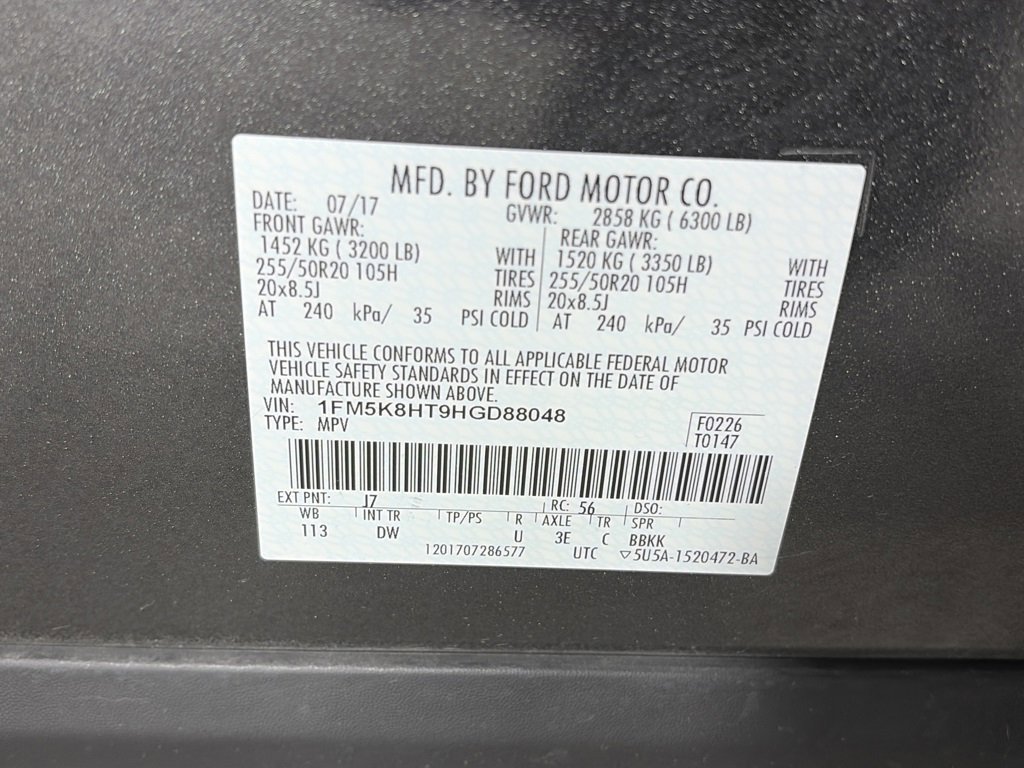 MFD. BY FORD MOTOR CO.
DATE: 07/17 GVWR: 2858 KG ( 6300 LB)
FRONT GAWR: REAR GAWR:
1452 KG ( 3200 LB) WITH 1520 KG ( 3350 LB) WITH
255/50R20 105H TIRES 255/50R20 105H TIRES
20x8.5J RIMS 20x8.5J RIMS
AT 240 kPa/ 35 PSI COLD AT 240 kPa/ 35 PSI COLD
THIS VEHICLE CONFORMS TO ALL APPLICABLE FEDERAL MOTOR
VEHICLE SAFETY STANDARDS IN EFFECT ON THE DATE OF
MANUFACTURE SHOWN ABOVE.
VIN: 1FM5K8HT9HGD88048
TYPE: MPV
F0226
T0147
EXT PNT: J7 RC: 56 DSO:
WB INT TR TP/PS R AXLE TR SPR
113 DW U 3E C BBKK
1201707286577 UTC ▽5U5A-1520472-BA